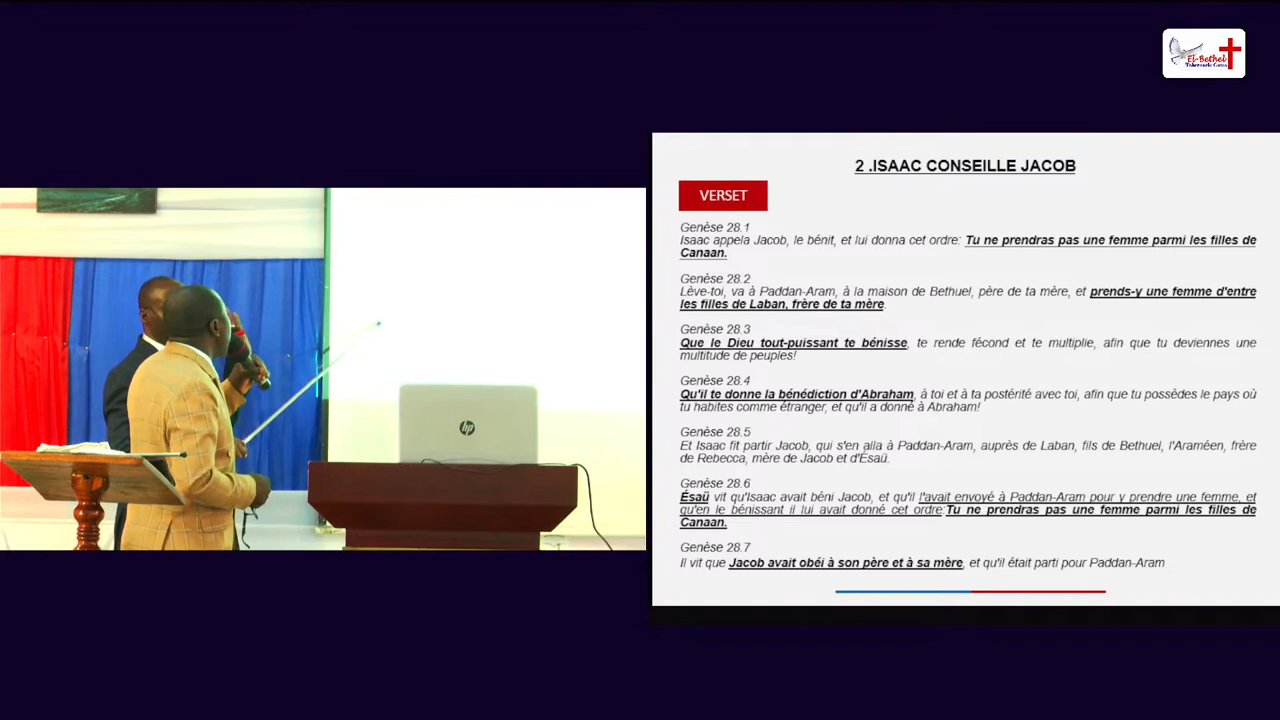 El-Bethel
2 .ISAAC CONSEILLE JACOB
VERSET
Genèse 28.1
Isaac appela Jacob, le bénit, et lui donna cet ordre: Tu ne prendras pas une femme parmi les filles de
Canaan.
Genèse 28.2
Lève-toi, va à Paddan-Aram, à la maison de Bethuel, père de ta mère, et prends-y une femme d'entre
les filles de Laban, frère de ta mère.
Genèse 28.3
Que le Dieu tout-puissant te bénisse, te rende fécond et te multiplie, afin que tu deviennes une
multitude de peuples!
Genèse 28.4
Qu'il te donne la bénédiction d'Abraham, à toi et à ta postérité avec toi, afin que tu possèdes le pays où
tu habites comme étranger, et qu'il a donné à Abraham!
Genèse 28.5
Et Isaac fit partir Jacob, qui s'en alla à Paddan-Aram, auprès de Laban, fils de Bethuel, l'Araméen, frère
de Rebecca, mère de Jacob et d'Ésaü.
Genèse 28.6
Ésaü vit qu'Isaac avait béni Jacob, et qu'il l'avait envoyé à Paddan-Aram pour y prendre une femme, et
qu'en le bénissant il lui avait donné cet ordre:Tu ne prendras pas une femme parmi les filles de
Canaan.
Genèse 28.7
Il vit que Jacob avait obéi à son père et à sa mère, et qu'il était parti pour Paddan-Aram
hp